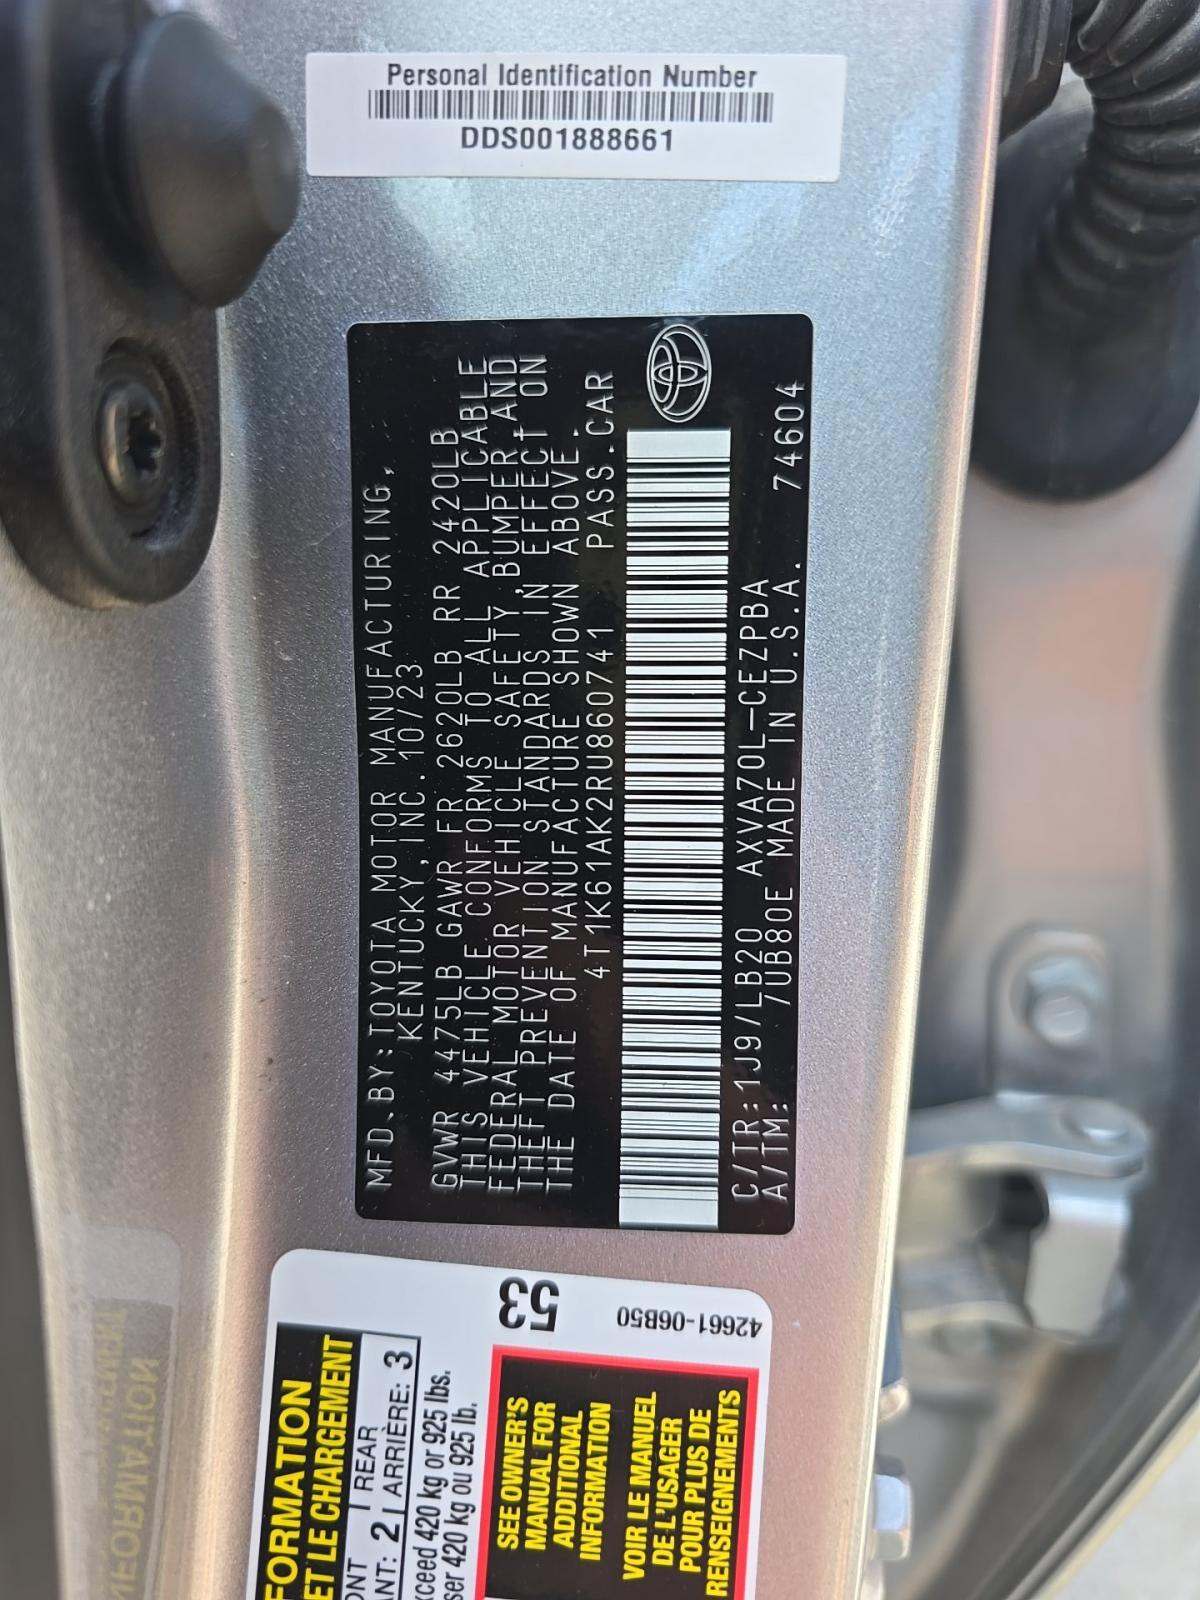 Personal Identification Number
DDS001888661
MFD.BY:TOYOTA MOTOR MANUFACTURING,
KENTUCKY,INC.10/23
GVWR 4475LB GAWR FR 2620LB RR 2420LB
THIS VEHICLE CONFORMS TO ALL APPLICABLE
FEDERAL MOTOR VEHICLE SAFETY,BUMPER,AND
THEFT PREVENTION STANDARDS IN EFFECT ON
THE DATE OF MANUFACTURE SHOWN ABOVE.
4T1K61AK2RU860741 PASS.CAR
C/TR:1J9/LB20 AXVA70L-CEZPBA
A/TM: /UB80E MADE IN U.S.A. 74604
53
42661-06B50
FORMATION
ET LE CHARGEMENT
ONT | REAR
ANT: 2 | ARRIÈRE: 3
xceed 420 kg or 925 lbs.
ser 420 kg ou 925 lb.
SEE OWNER'S
MANUAL FOR
ADDITIONAL
INFORMATION
VOIR LE MANUEL
DE L'USAGER
POUR PLUS DE
RENSEIGNEMENTS